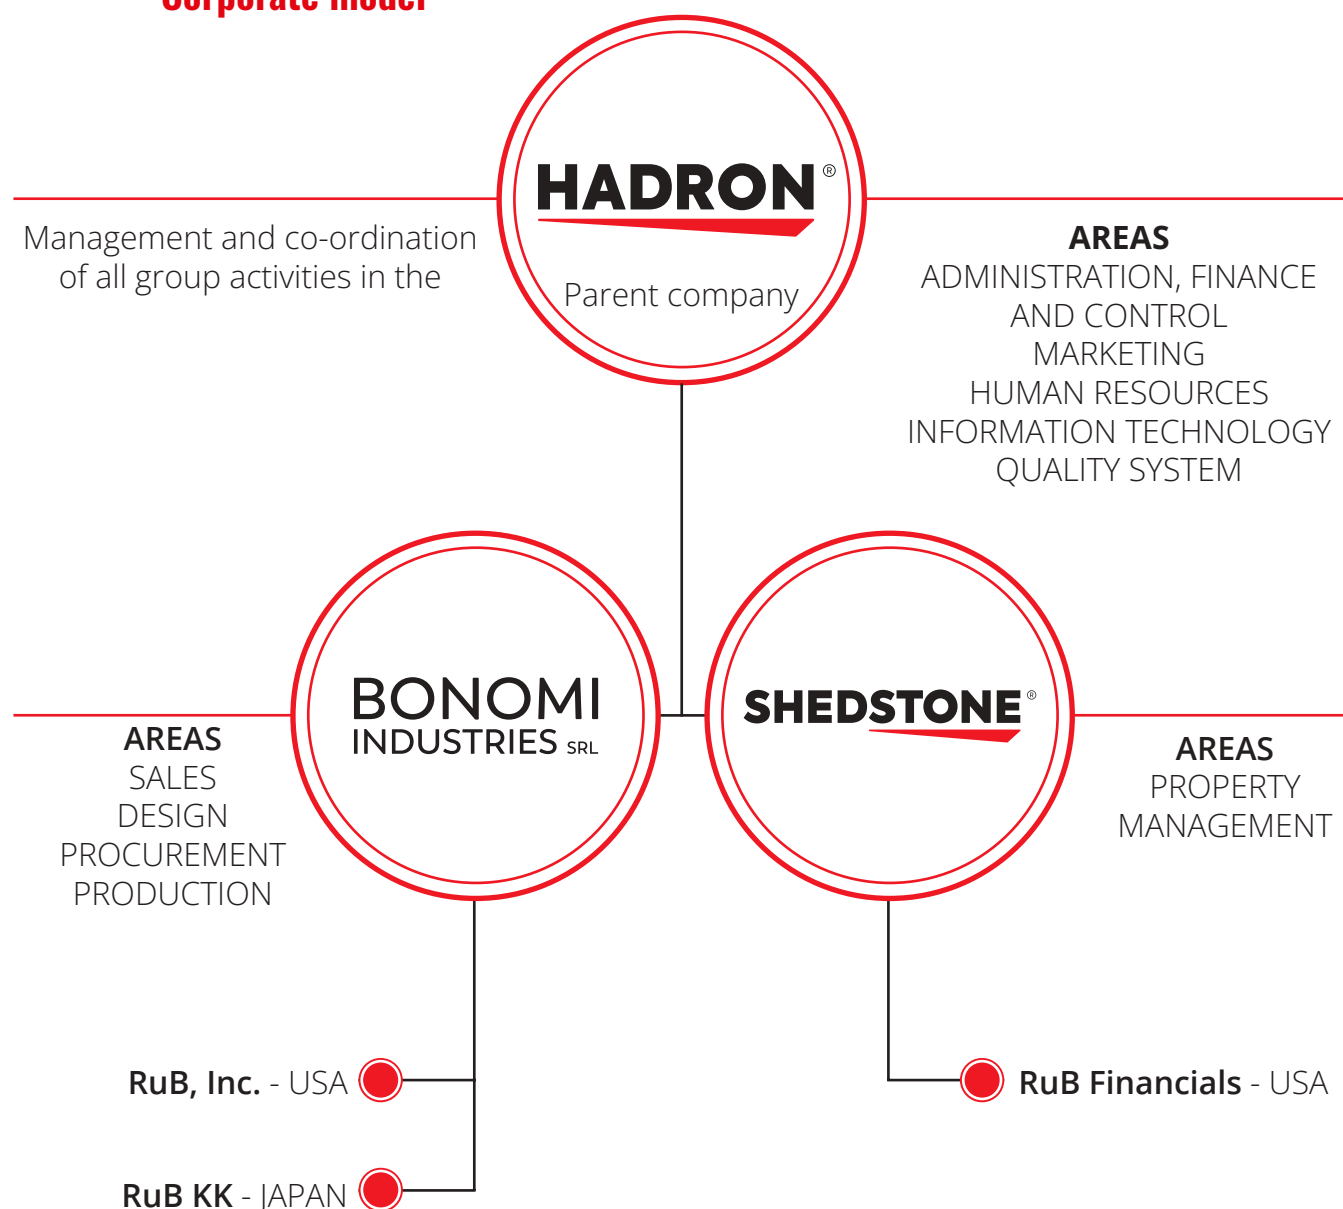 Corporate model
HADRON®
Parent company
Management and co-ordination
of all group activities in the
AREAS
ADMINISTRATION, FINANCE
AND CONTROL
MARKETING
HUMAN RESOURCES
INFORMATION TECHNOLOGY
QUALITY SYSTEM
BONOMI
INDUSTRIES SRL
AREAS
SALES
DESIGN
PROCUREMENT
PRODUCTION
SHEDSTONE®
AREAS
PROPERTY
MANAGEMENT
RuB, Inc. - USA
RuB KK - JAPAN
RuB Financials - USA